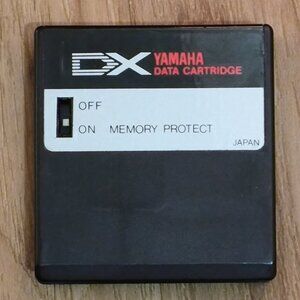 DX YAMAHA
DATA CARTRIDGE
OFF
ON MEMORY PROTECT
JAPAN